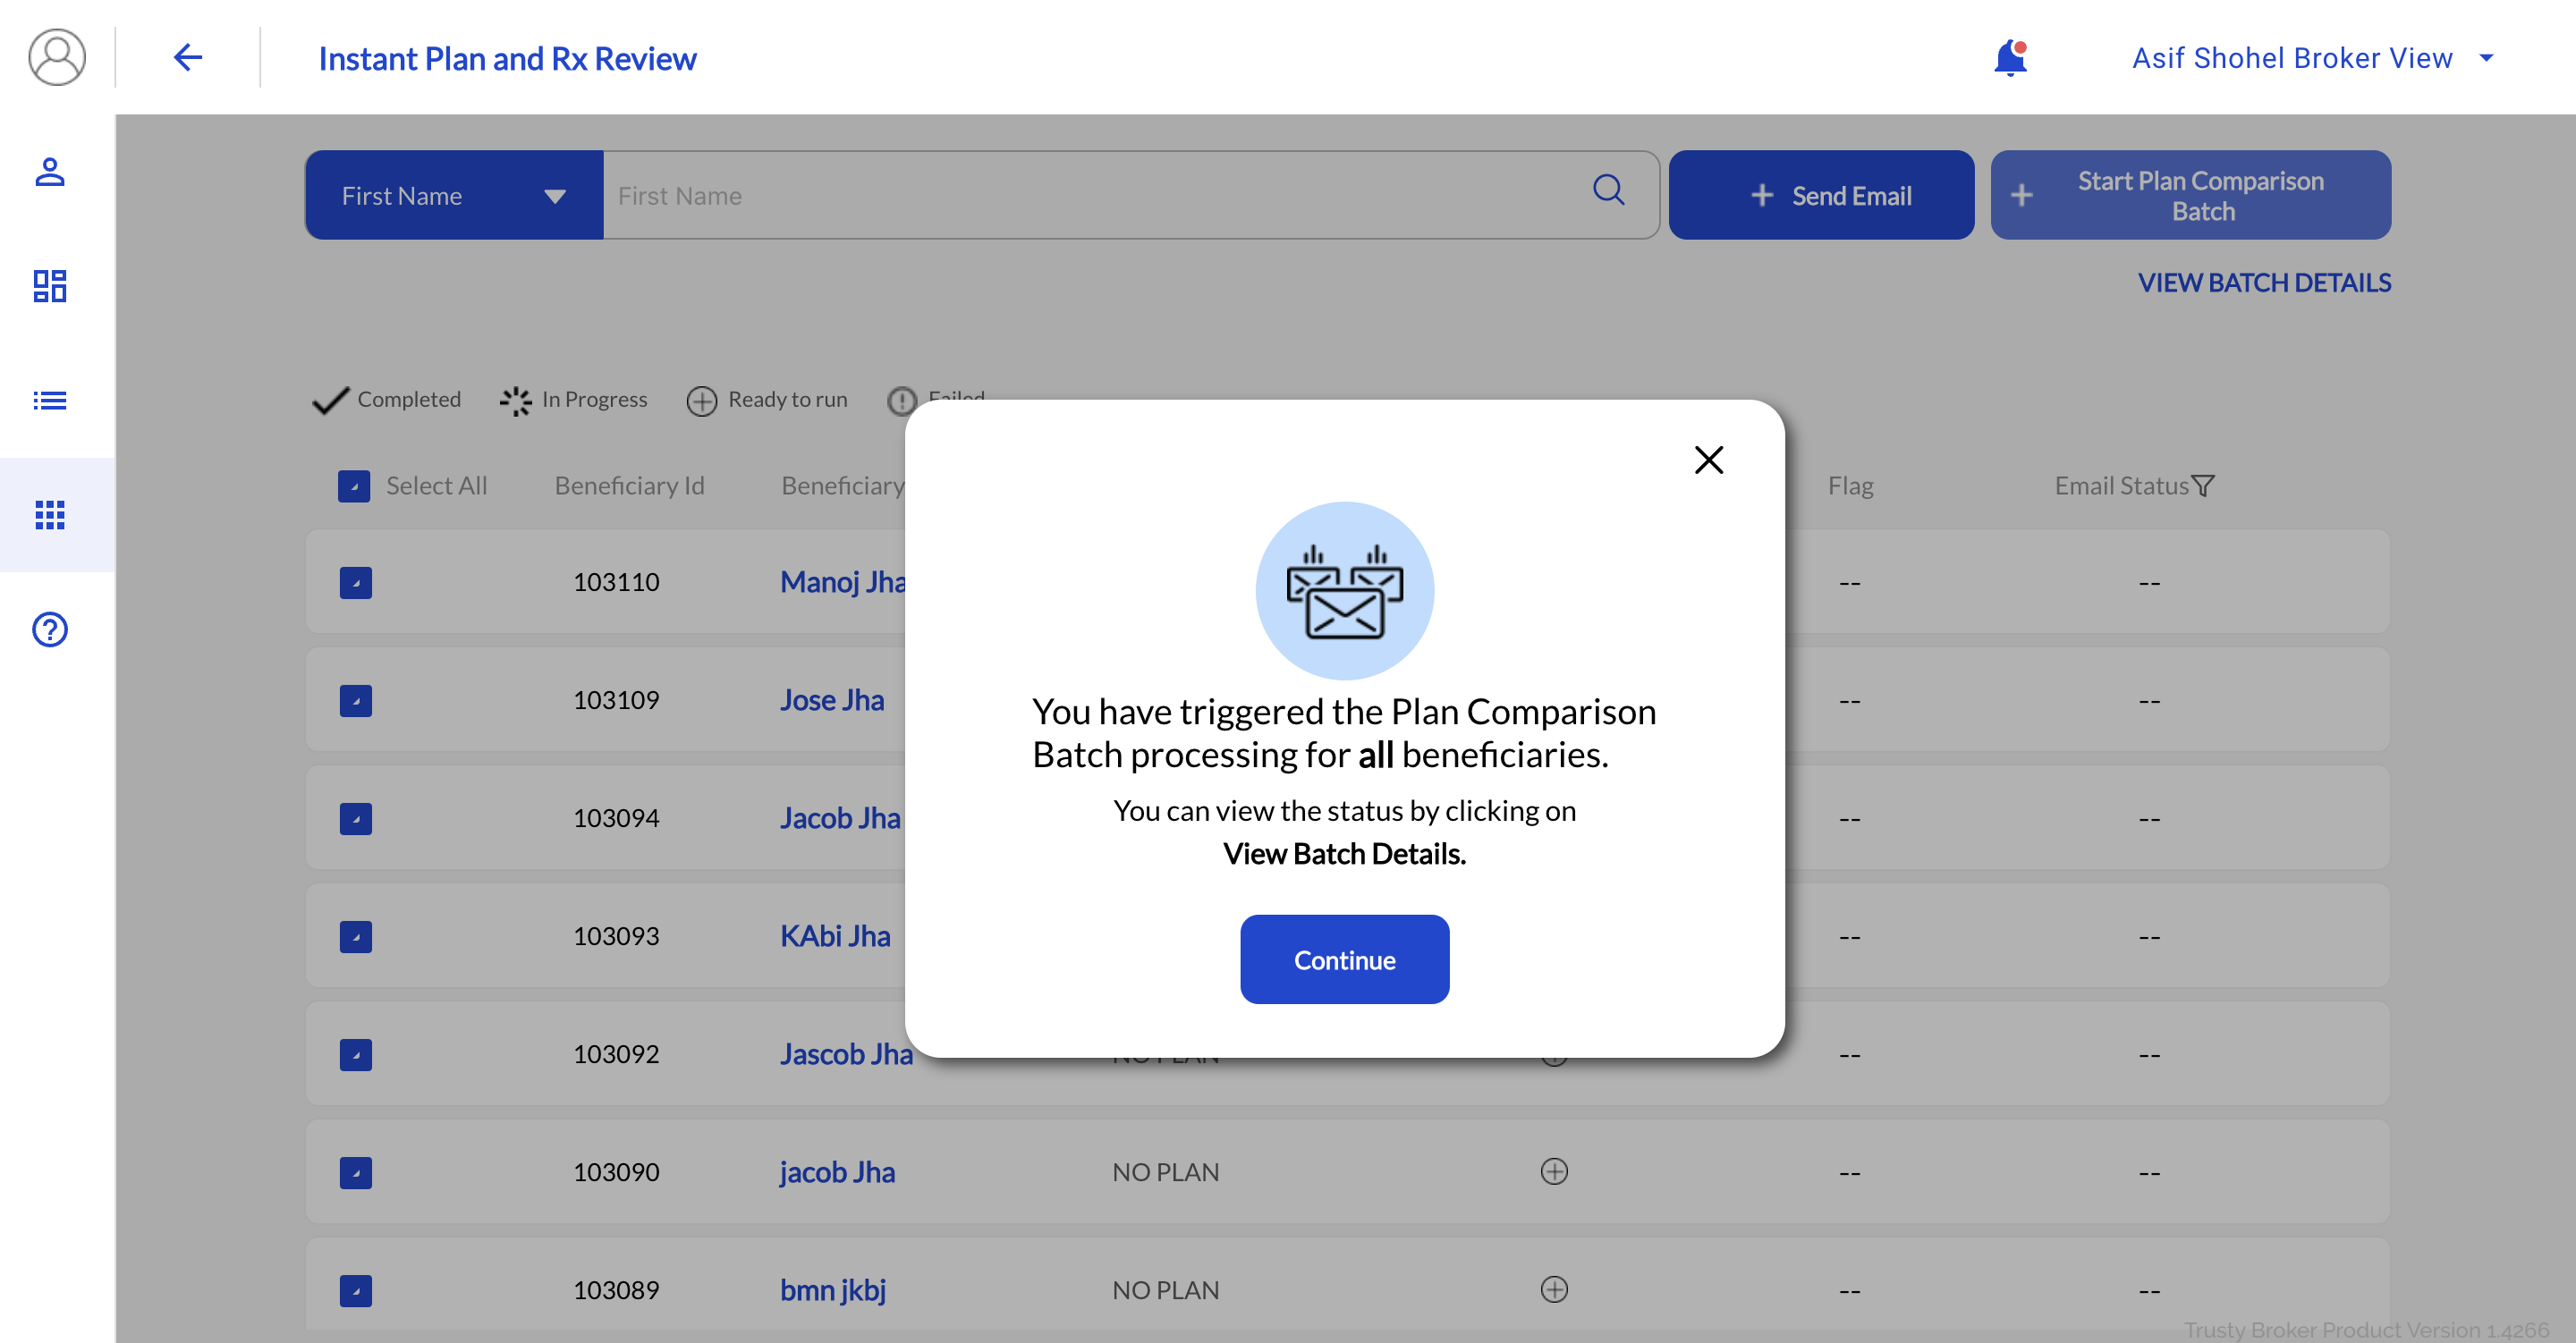 Instant Plan and Rx Review
Asif Shohel Broker View
First Name
First Name
Send Email
Start Plan Comparison
Batch
VIEW BATCH DETAILS
Completed
In Progress
Ready to run
Failed
Select All
Beneficiary Id
Beneficiary
Flag
Email Status
103110
Manoj Jha
--
--
103109
Jose Jha
--
--
103094
Jacob Jha
--
--
103093
KAbi Jha
--
--
103092
Jascob Jha
NO PLAN
--
--
103090
jacob Jha
NO PLAN
--
--
103089
bmn jkbj
NO PLAN
--
--
You have triggered the Plan Comparison
Batch processing for all beneficiaries.
You can view the status by clicking on
View Batch Details.
Continue
Trusty Broker Product Version 1.4266